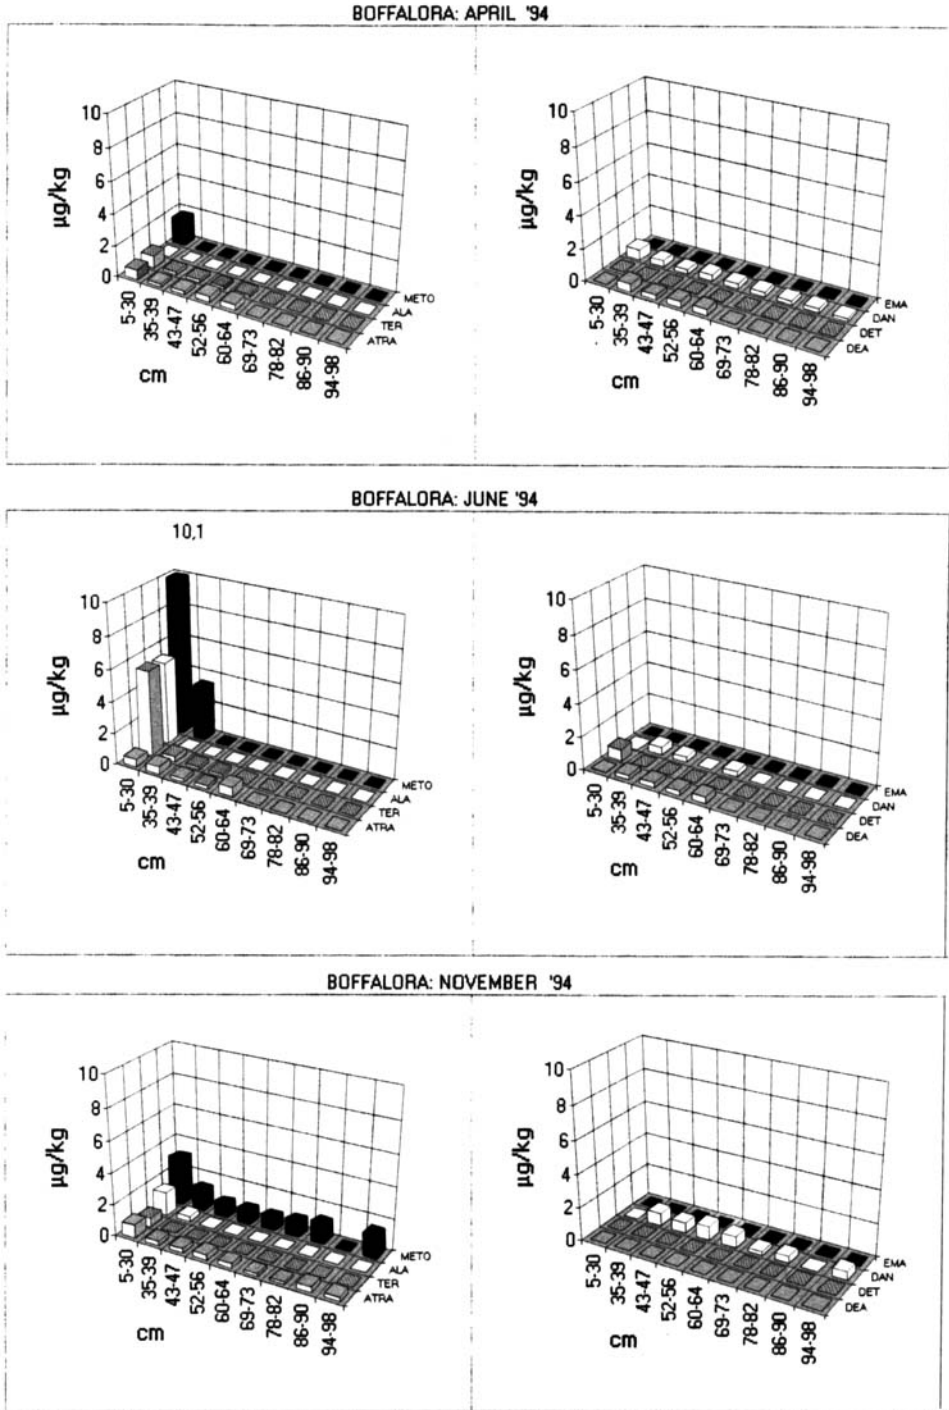 BOFFALORA: APRIL '94
10
8
6
4
2
0
µg/kg
5-30
35-39
43-47
52-56
60-64
69-73
78-82
86-90
94-98
cm
METO
ALA
TER
ATRA
10
8
6
4
2
0
µg/kg
5-30
35-39
43-47
52-56
60-64
69-73
78-82
86-90
94-98
cm
EMA
DAN
DET
DEA
BOFFALORA: JUNE '94
10,1
10
8
6
4
2
0
µg/kg
5-30
35-39
43-47
52-56
60-64
69-73
78-82
86-90
94-98
cm
METO
ALA
TER
ATRA
10
8
6
4
2
0
µg/kg
5-30
35-39
43-47
52-56
60-64
69-73
78-82
86-90
94-98
cm
EMA
DAN
DET
DEA
BOFFALORA: NOVEMBER '94
10
8
6
4
2
0
µg/kg
5-30
35-39
43-47
52-56
60-64
69-73
78-82
86-90
94-98
cm
METO
ALA
TER
ATRA
10
8
6
4
2
0
µg/kg
5-30
35-39
43-47
52-56
60-64
69-73
78-82
86-90
94-98
cm
EMA
DAN
DET
DEA